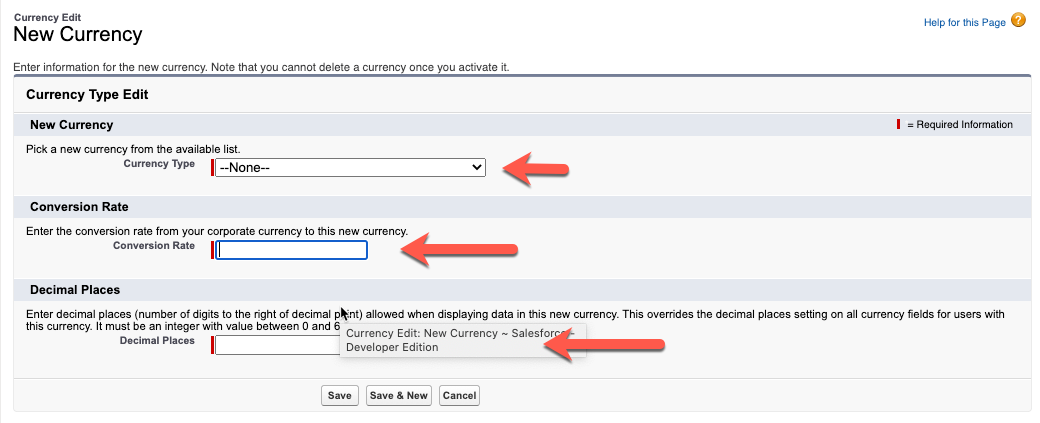 Currency Edit
New Currency
Help for this Page ?
Enter information for the new currency. Note that you cannot delete a currency once you activate it.
Currency Type Edit
New Currency
= Required Information
Pick a new currency from the available list.
Currency Type
--None--
Conversion Rate
Enter the conversion rate from your corporate currency to this new currency.
Conversion Rate
Decimal Places
Enter decimal places (number of digits to the right of decimal point) allowed when displaying data in this new currency. This overrides the decimal places setting on all currency fields for users with
this currency. It must be an integer with value between 0 and 6
Decimal Places
Currency Edit: New Currency ~ Salesforce -
Developer Edition
Save
Save & New
Cancel